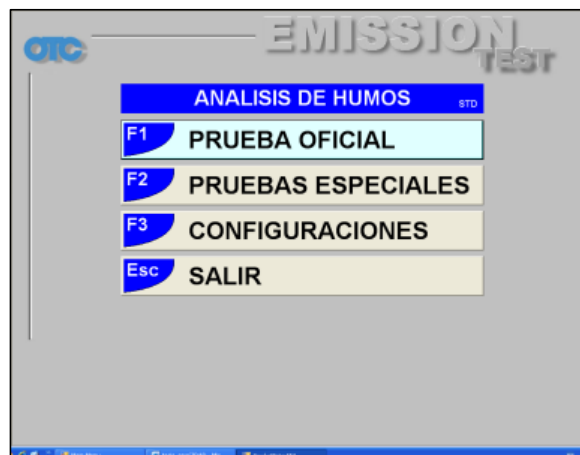 OTC
EMISSION
TEST
ANALISIS DE HUMOS STD
F1 PRUEBA OFICIAL
F2 PRUEBAS ESPECIALES
F3 CONFIGURACIONES
Esc SALIR